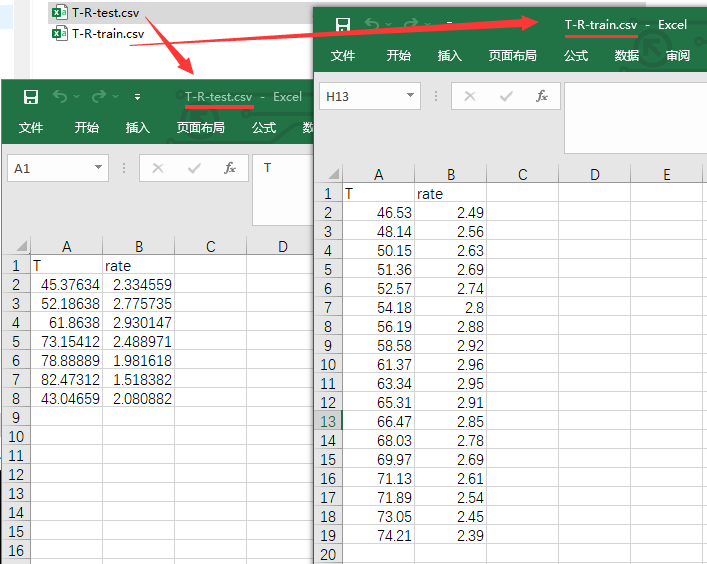 T-R-test.csv
T-R-train.csv
T-R-test.csv - Excel
文件 开始 插入 页面布局 公式
A1 fx T
A B C D
1 T rate
2 45.37634 2.334559
3 52.18638 2.775735
4 61.8638 2.930147
5 73.15412 2.488971
6 78.88889 1.981618
7 82.47312 1.518382
8 43.04659 2.080882
9
10
11
12
13
14
15
16
T-R-train.csv - Excel
文件 开始 插入 页面布局 公式 数据 审阅
H13 fx
A B C D E
1 T rate
2 46.53 2.49
3 48.14 2.56
4 50.15 2.63
5 51.36 2.69
6 52.57 2.74
7 54.18 2.8
8 56.19 2.88
9 58.58 2.92
10 61.37 2.96
11 63.34 2.95
12 65.31 2.91
13 66.47 2.85
14 68.03 2.78
15 69.97 2.69
16 71.13 2.61
17 71.89 2.54
18 73.05 2.45
19 74.21 2.39
20